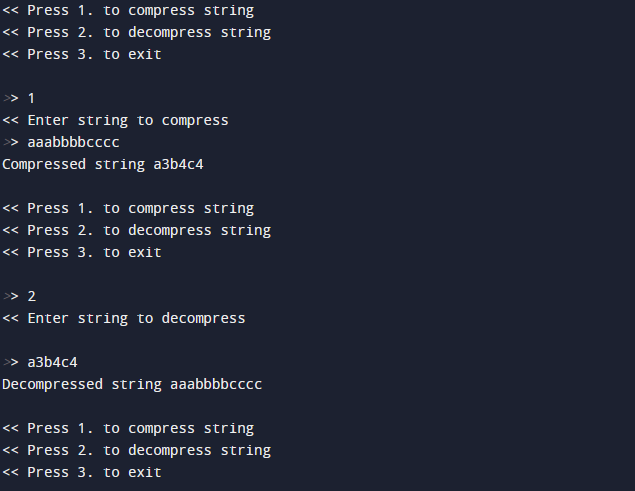 << Press 1. to compress string
<< Press 2. to decompress string
<< Press 3. to exit
>> 1
<< Enter string to compress
>> aaabbbbcccc
Compressed string a3b4c4
<< Press 1. to compress string
<< Press 2. to decompress string
<< Press 3. to exit
>> 2
<< Enter string to decompress
>> a3b4c4
Decompressed string aaabbbbcccc
<< Press 1. to compress string
<< Press 2. to decompress string
<< Press 3. to exit